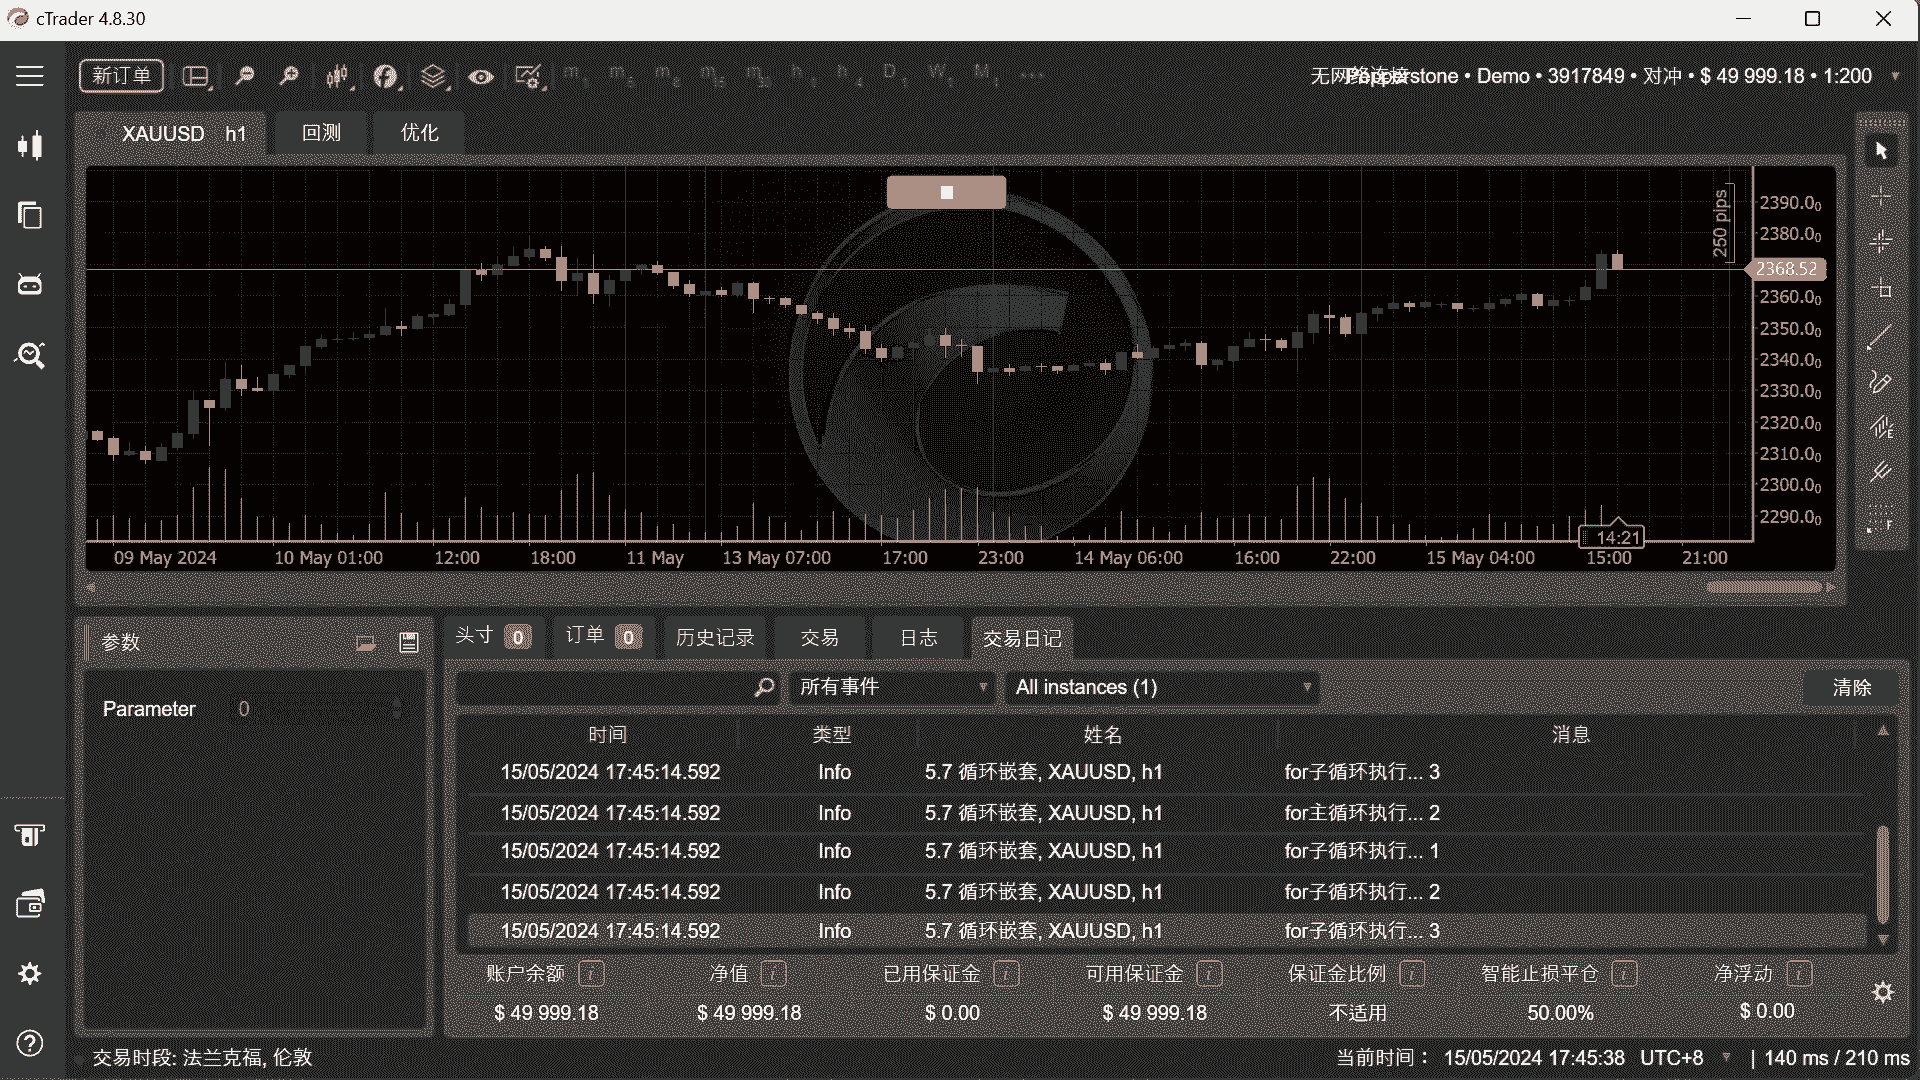 cTrader 4.8.30
新订单
Pepperstone • Demo • 3917849 • 对冲 • $ 49 999.18 • 1:200
XAUUSD h1
回测
优化
250 pips
2390.00
2380.00
2368.52
2360.00
2350.00
2340.00
2330.00
2320.00
2310.00
2300.00
2290.00
14:21
09 May 2024
10 May 01:00
12:00
18:00
11 May
13 May 07:00
17:00
23:00
14 May 06:00
16:00
22:00
15 May 04:00
15:00
21:00
参数
Parameter 0
头寸 0
订单 0
历史记录
交易
日志
交易日记
所有事件
All instances (1)
清除
时间 类型 姓名 消息
15/05/2024 17:45:14.592 Info 5.7 循环嵌套, XAUUSD, h1 for子循环执行... 3
15/05/2024 17:45:14.592 Info 5.7 循环嵌套, XAUUSD, h1 for主循环执行... 2
15/05/2024 17:45:14.592 Info 5.7 循环嵌套, XAUUSD, h1 for子循环执行... 1
15/05/2024 17:45:14.592 Info 5.7 循环嵌套, XAUUSD, h1 for子循环执行... 2
15/05/2024 17:45:14.592 Info 5.7 循环嵌套, XAUUSD, h1 for子循环执行... 3
账户余额 净值 已用保证金 可用保证金 保证金比例 智能止损平仓 净浮动
$ 49 999.18 $ 49 999.18 $ 0.00 $ 49 999.18 不适用 50.00% $ 0.00
交易时段: 法兰克福, 伦敦
当前时间： 15/05/2024 17:45:38 UTC+8 | 140 ms / 210 ms